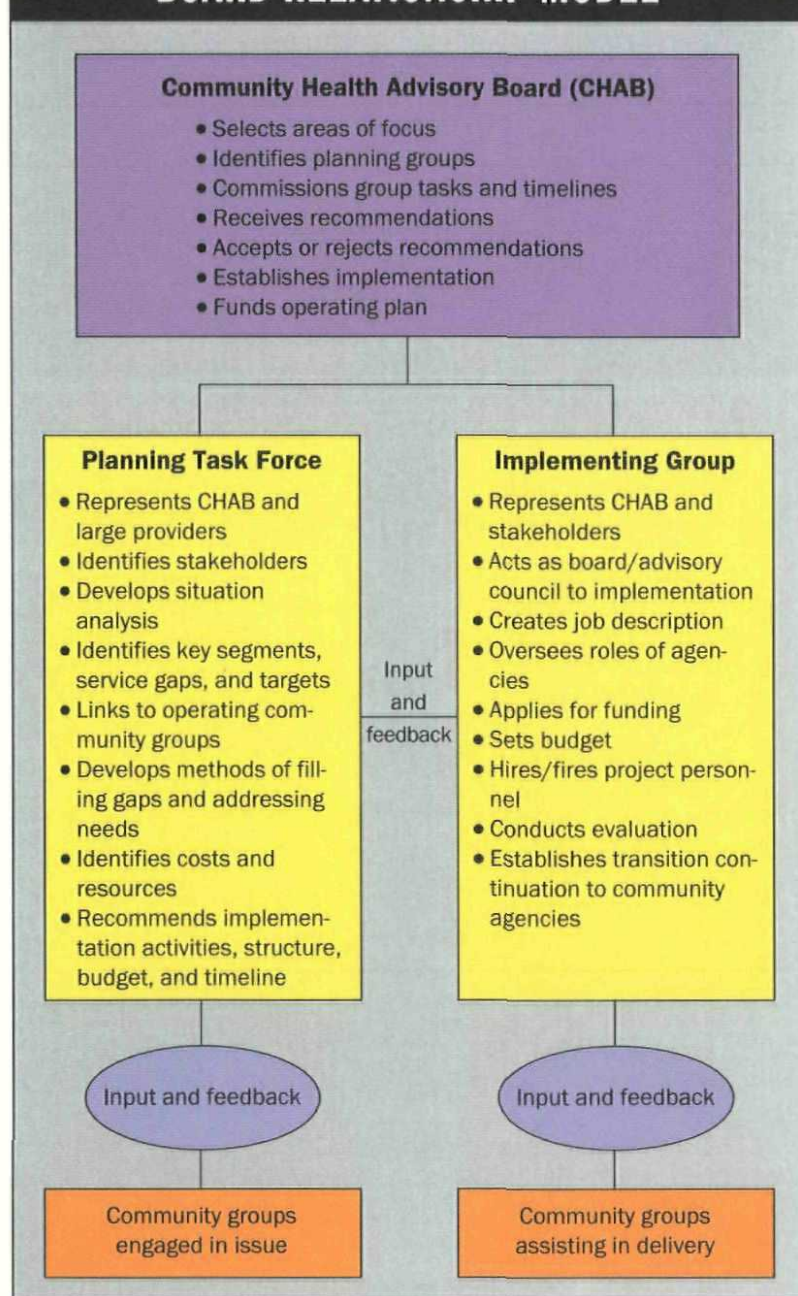 Community Health Advisory Board (CHAB)
• Selects areas of focus
• Identifies planning groups
• Commissions group tasks and timelines
• Receives recommendations
• Accepts or rejects recommendations
• Establishes implementation
• Funds operating plan
Planning Task Force
• Represents CHAB and
large providers
• Identifies stakeholders
• Develops situation
analysis
• Identifies key segments,
service gaps, and targets
• Links to operating com-
munity groups
• Develops methods of fill-
ing gaps and addressing
needs
• Identifies costs and
resources
• Recommends implemen-
tation activities, structure,
budget, and timeline
Input
and
feedback
Implementing Group
• Represents CHAB and
stakeholders
• Acts as board/advisory
council to implementation
• Creates job description
• Oversees roles of agen-
cies
• Applies for funding
• Sets budget
• Hires/fires project person-
nel
• Conducts evaluation
• Establishes transition con-
tinuation to community
agencies
Input and feedback
Input and feedback
Community groups
engaged in issue
Community groups
assisting in delivery